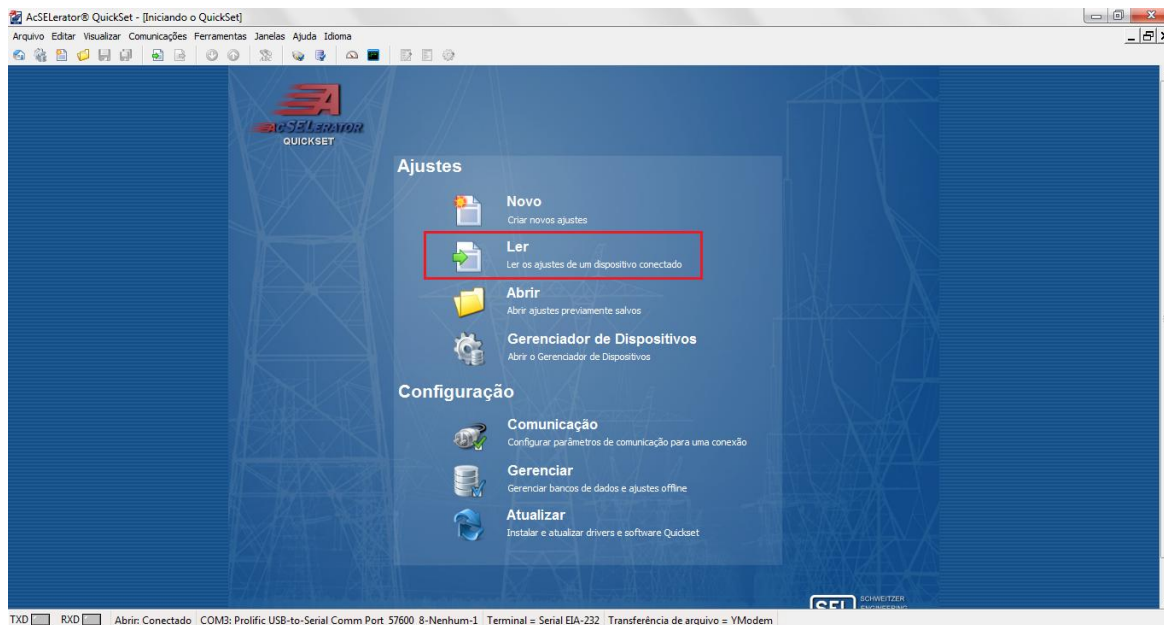 AcSELerator® QuickSet - [Iniciando o QuickSet]
Arquivo Editar Visualizar Comunicações Ferramentas Janelas Ajuda Idioma
ACSELERATOR
QUICKSET
Ajustes
Novo
Criar novos ajustes
Ler
Ler os ajustes de um dispositivo conectado
Abrir
Abrir ajustes previamente salvos
Gerenciador de Dispositivos
Abrir o Gerenciador de Dispositivos
Configuração
Comunicação
Configurar parâmetros de comunicação para uma conexão
Gerenciar
Gerenciar bancos de dados e ajustes offline
Atualizar
Instalar e atualizar drivers e software Quickset
SEL SCHWEITZER
TXD RXD Abrir: Conectado COM3: Prolific USB-to-Serial Comm Port 57600 8-Nenhum-1 Terminal = Serial EIA-232 Transferência de arquivo = YModem